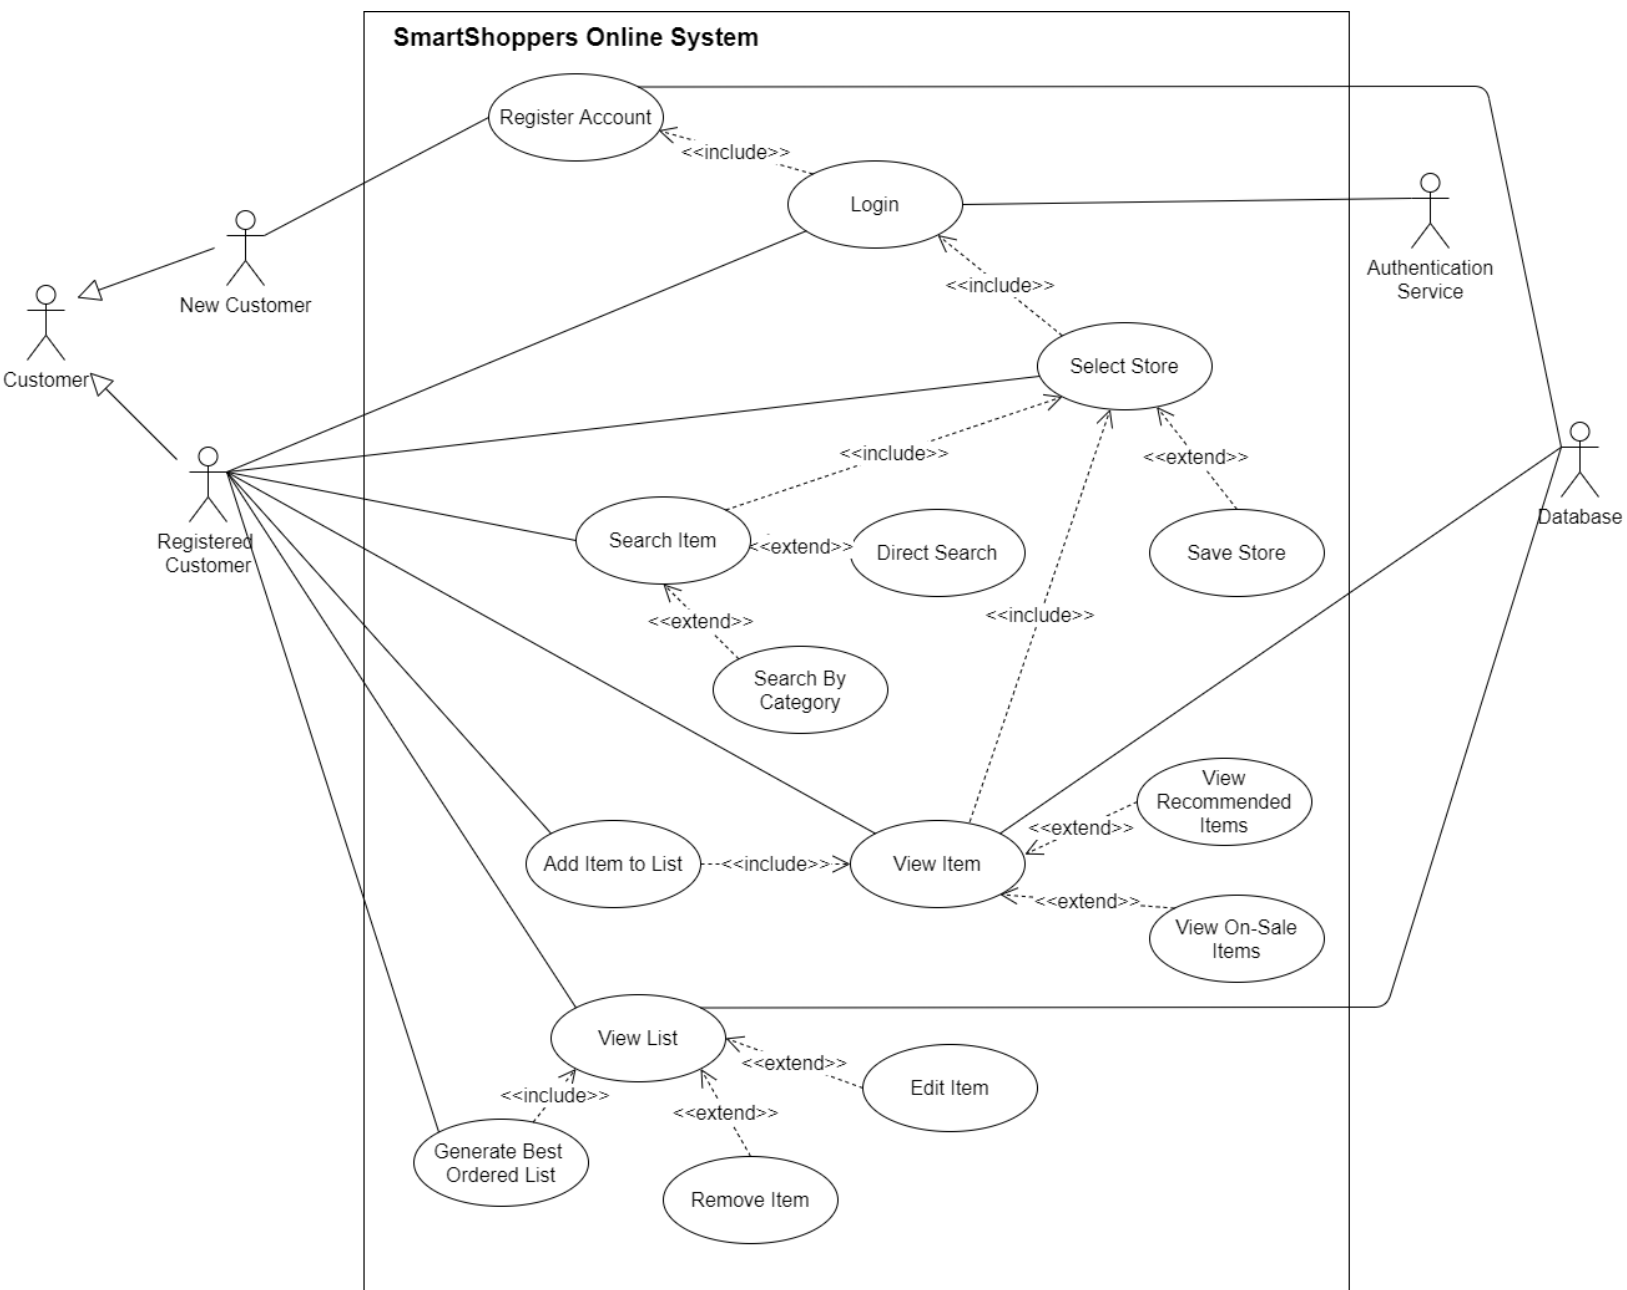 SmartShoppers Online System
Register Account
<<include>>
Login
Authentication
Service
New Customer
<<include>>
Customer
Select Store
<<include>>
<<extend>>
Registered
Customer
Search Item
<<extend>>
Direct Search
Save Store
Database
<<extend>>
<<include>>
Search By
Category
View
Recommended
Items
<<extend>>
Add Item to List
<<include>>
View Item
<<extend>>
View On-Sale
Items
View List
<<extend>>
Edit Item
<<include>>
<<extend>>
Generate Best
Ordered List
Remove Item